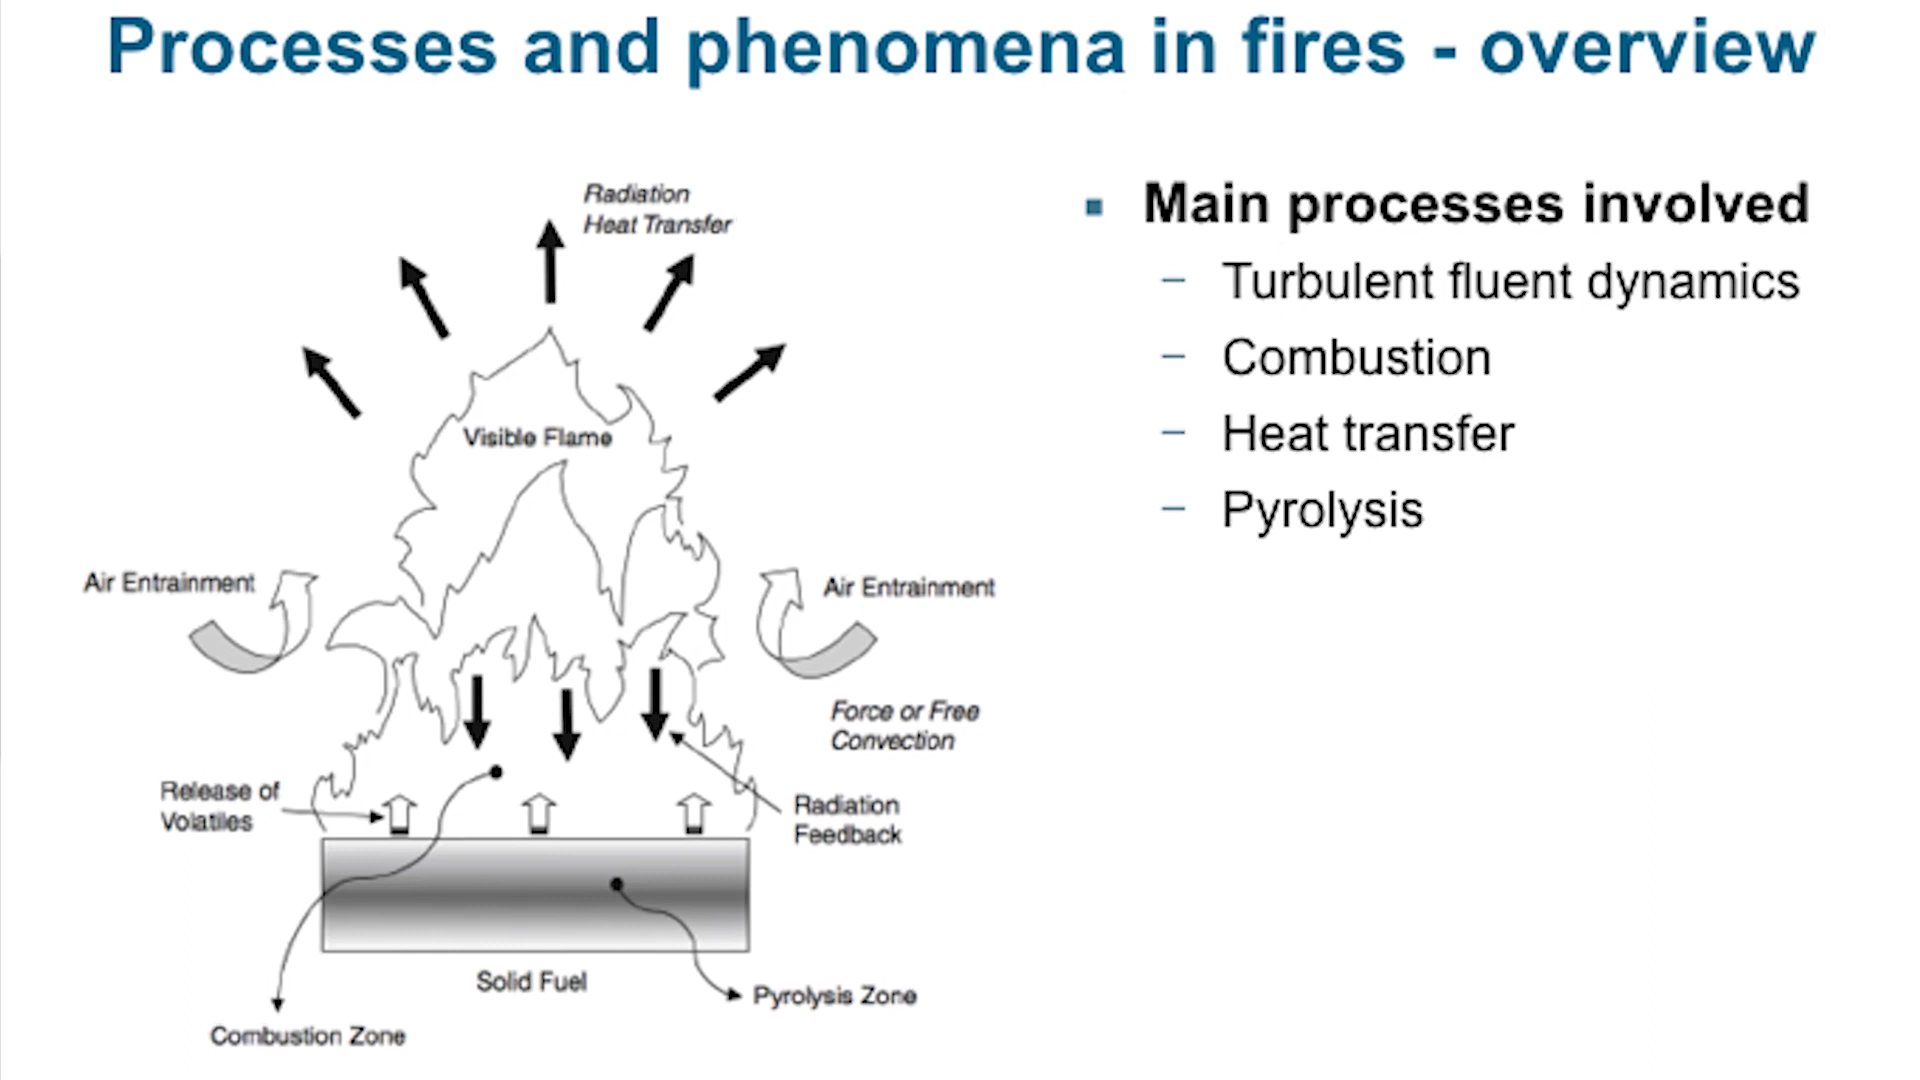 Processes and phenomena in fires - overview
Radiation
Heat Transfer
Visible Flame
Air Entrainment
Air Entrainment
Force or Free
Convection
Release of
Volatiles
Radiation
Feedback
Solid Fuel
Pyrolysis Zone
Combustion Zone
▪ Main processes involved
– Turbulent fluent dynamics
– Combustion
– Heat transfer
– Pyrolysis